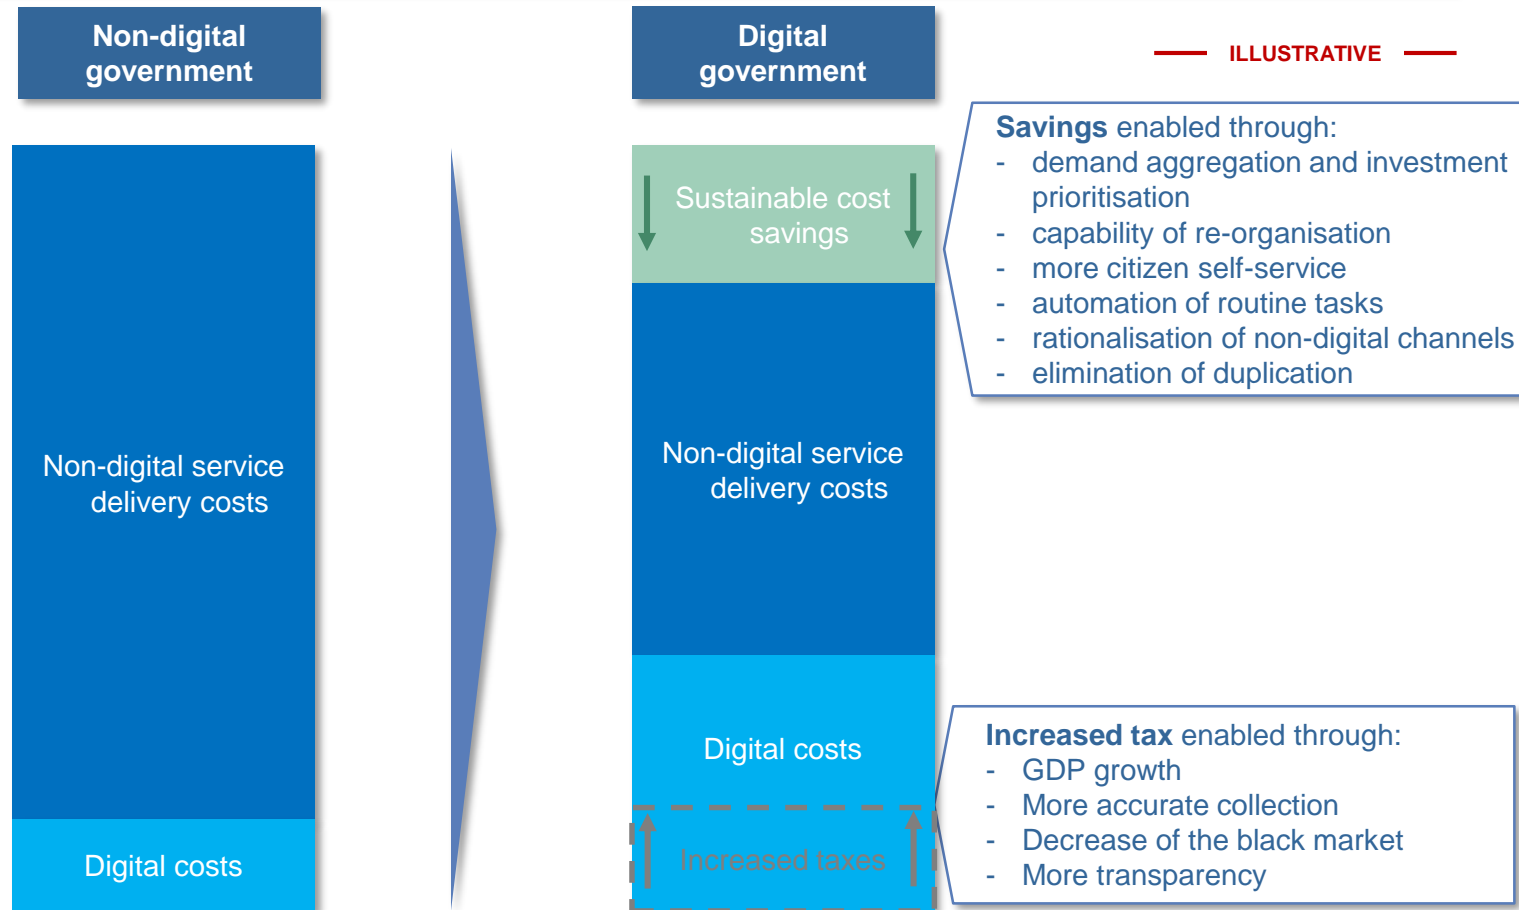 Non-digital
government
Digital
government
ILLUSTRATIVE
Non-digital service
delivery costs
Digital costs
Sustainable cost
savings
Non-digital service
delivery costs
Digital costs
Increased taxes
Savings enabled through:
- demand aggregation and investment
prioritisation
- capability of re-organisation
- more citizen self-service
- automation of routine tasks
- rationalisation of non-digital channels
- elimination of duplication
Increased tax enabled through:
- GDP growth
- More accurate collection
- Decrease of the black market
- More transparency